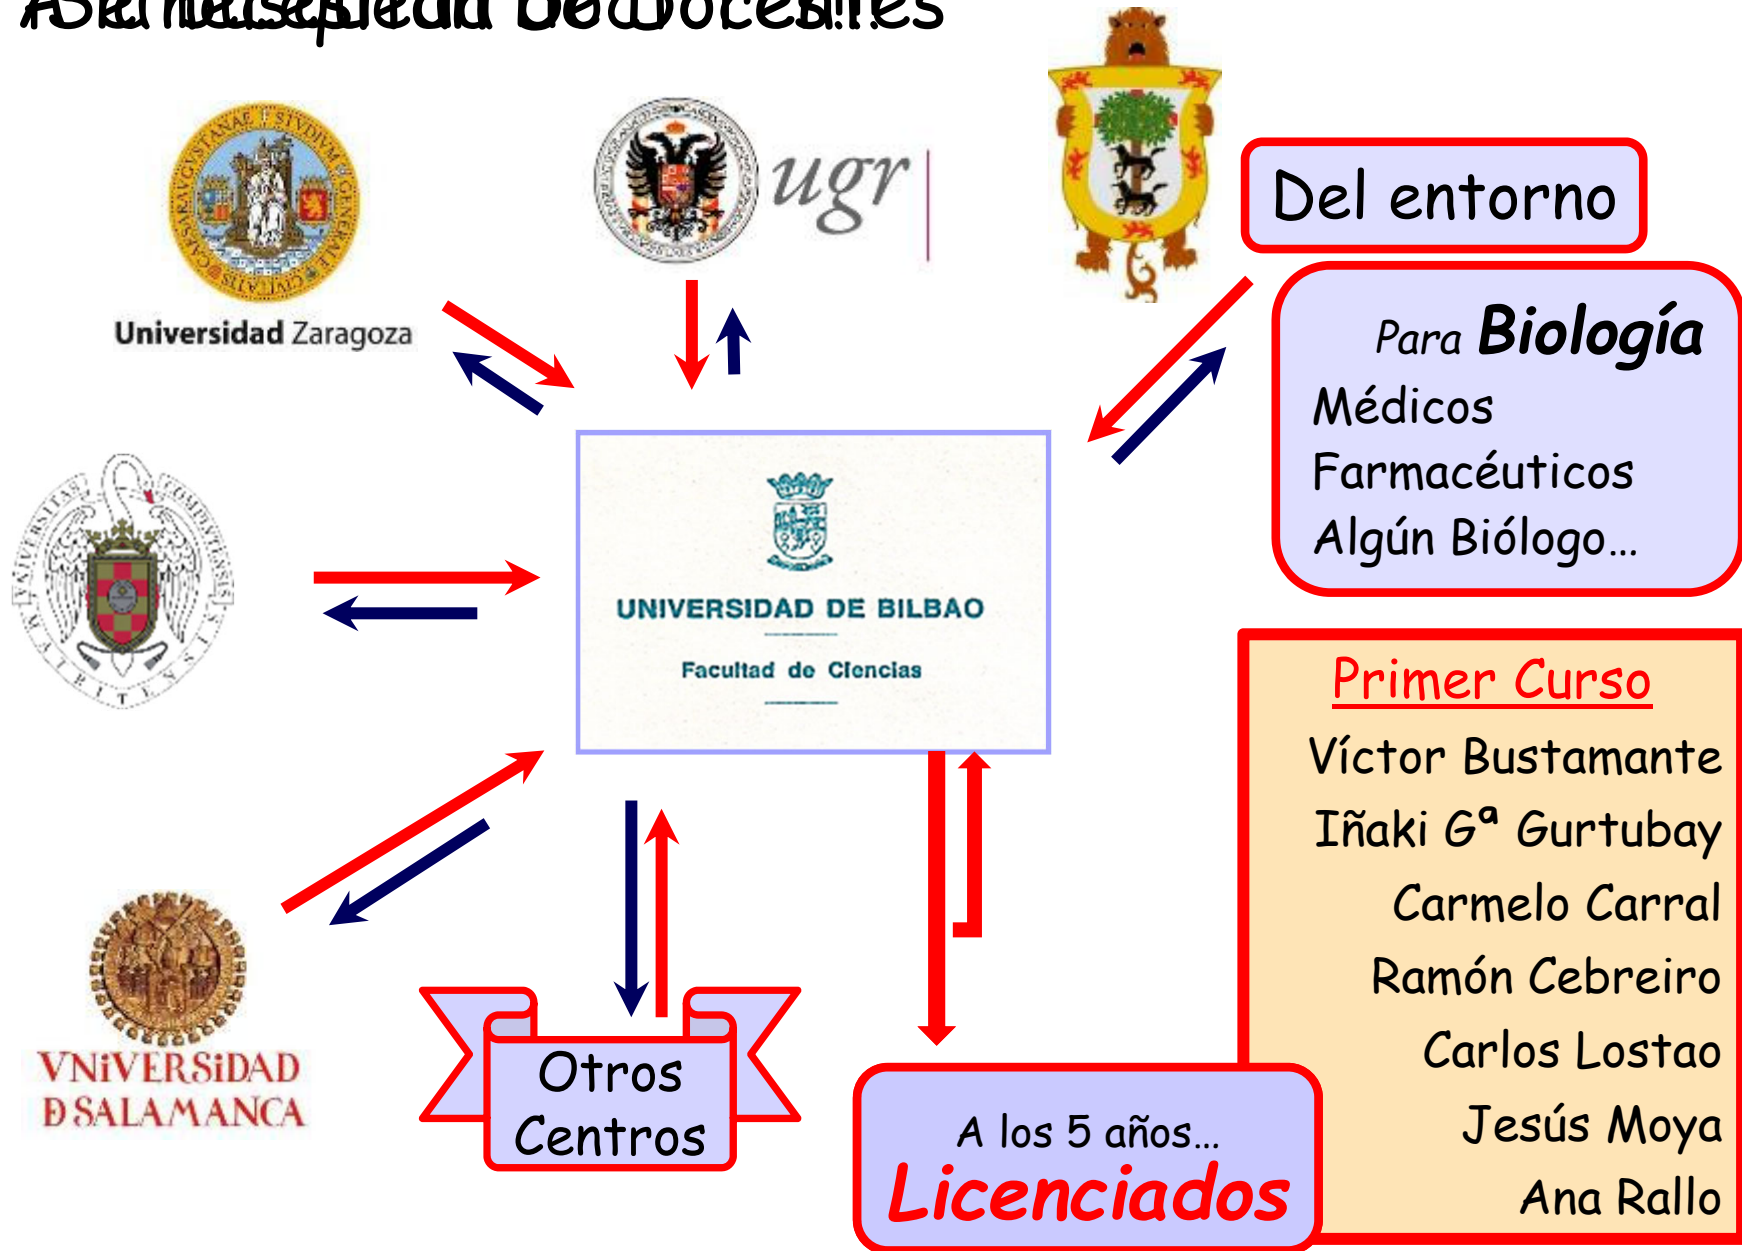 ugr
Universidad Zaragoza
Del entorno
Para Biología
Médicos
Farmacéuticos
Algún Biólogo...
UNIVERSIDAD DE BILBAO
Facultad de Ciencias
Primer Curso
Víctor Bustamante
Iñaki Gª Gurtubay
Carmelo Carral
Ramón Cebreiro
Carlos Lostao
Jesús Moya
Ana Rallo
VNiVERSiDAD
D SALAMANCA
Otros
Centros
A los 5 años...
Licenciados